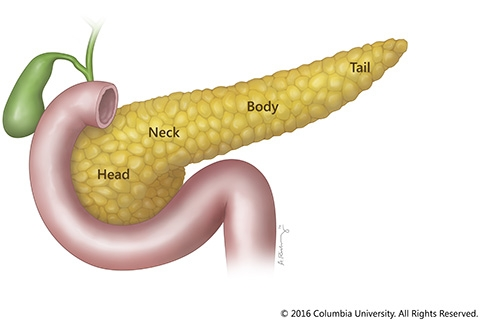 Tail
Body
Neck
Head
© 2016 Columbia University. All Rights Reserved.